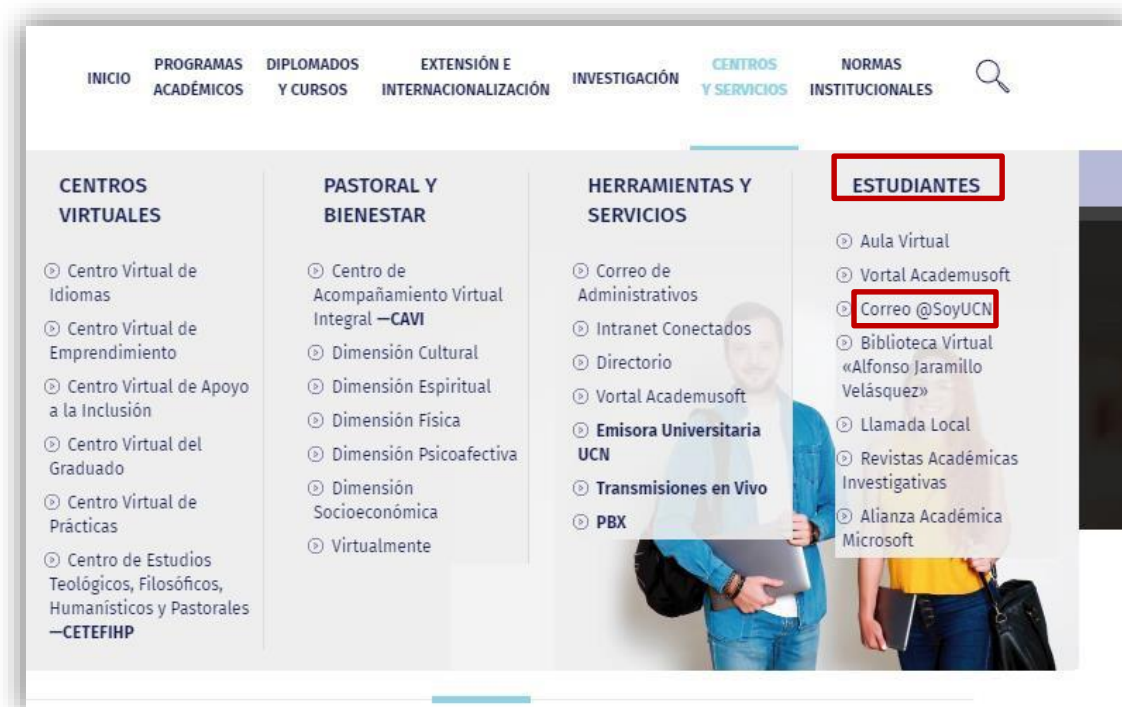 INICIO
PROGRAMAS
ACADÉMICOS
DIPLOMADOS
Y CURSOS
EXTENSIÓN E
INTERNACIONALIZACIÓN
INVESTIGACIÓN
CENTROS
Y SERVICIOS
NORMAS
INSTITUCIONALES
CENTROS
VIRTUALES
Centro Virtual de
Idiomas
Centro Virtual de
Emprendimiento
Centro Virtual de Apoyo
a la Inclusión
Centro Virtual del
Graduado
Centro Virtual de
Prácticas
Centro de Estudios
Teológicos, Filosóficos,
Humanísticos y Pastorales
—CETEFIHP
PASTORAL Y
BIENESTAR
Centro de
Acompañamiento Virtual
Integral —CAVI
Dimensión Cultural
Dimensión Espiritual
Dimensión Física
Dimensión Psicoafectiva
Dimensión
Socioeconómica
Virtualmente
HERRAMIENTAS Y
SERVICIOS
Correo de
Administrativos
Intranet Conectados
Directorio
Vortal Academusoft
Emisora Universitaria
UCN
Transmisiones en Vivo
PBX
ESTUDIANTES
Aula Virtual
Vortal Academusoft
Correo @SoyUCN
Biblioteca Virtual
«Alfonso Jaramillo
Velásquez»
Llamada Local
Revistas Académicas
Investigativas
Alianza Académica
Microsoft